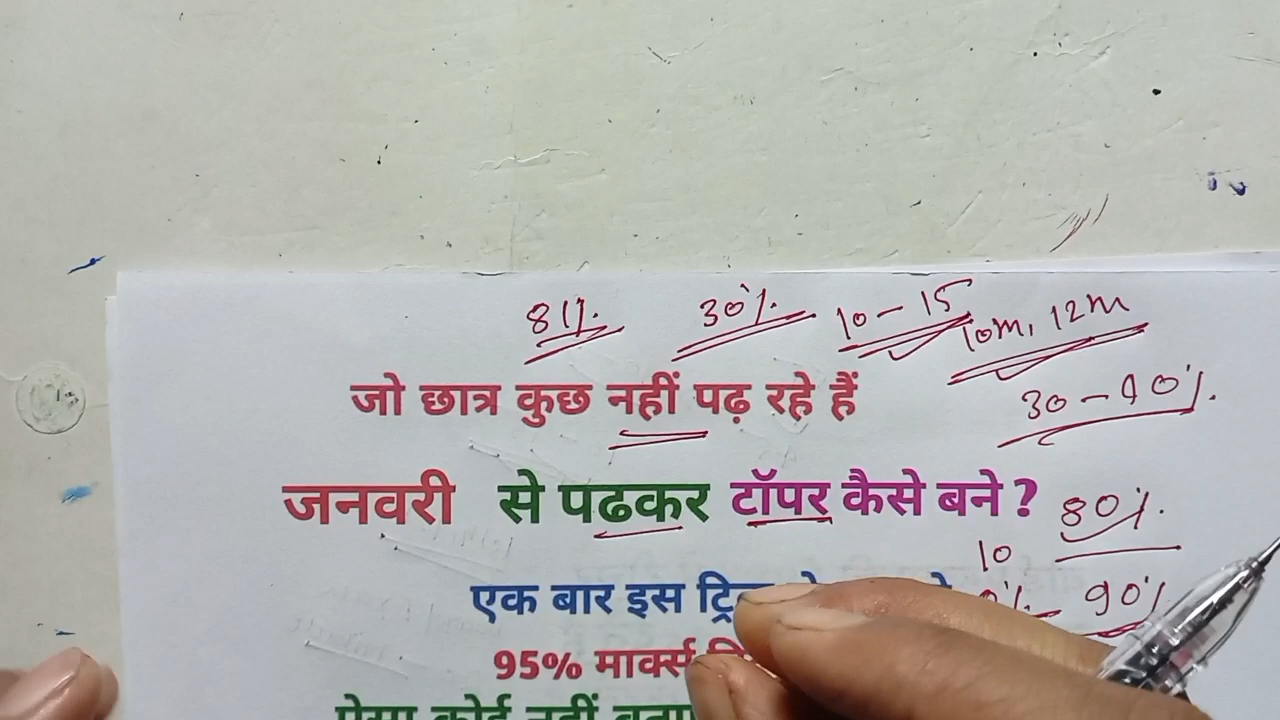 81%. 30%. 10-15 10m, 12m
जो छात्र कुछ नहीं पढ़ रहे हैं
30-40%.
जनवरी से पढकर टॉपर कैसे बने ?
80%.
10
एक बार इस
90%
95% मार्क्स
कोई नहीं